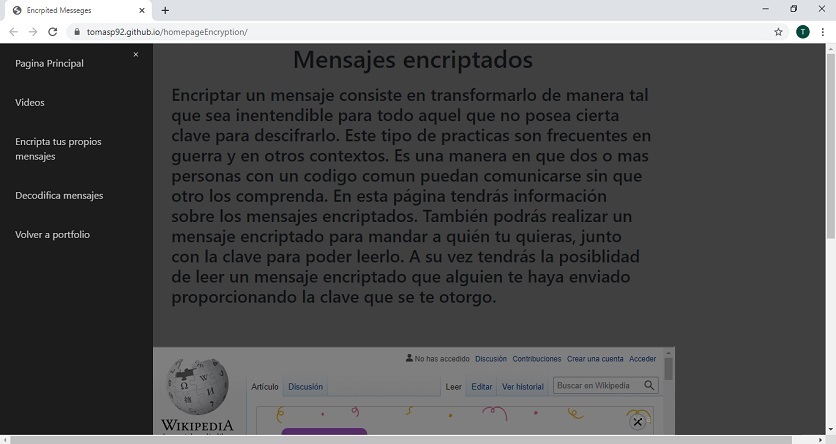 Encrpited Messeges
tomasp92.github.io/homepageEncryption/
T
Pagina Principal
Videos
Encripta tus propios
mensajes
Decodifica mensajes
Volver a portfolio
Mensajes encriptados
Encriptar un mensaje consiste en transformarlo de manera tal
que sea inentendible para todo aquel que no posea cierta
clave para descifrarlo. Este tipo de practicas son frecuentes en
guerra y en otros contextos. Es una manera en que dos o mas
personas con un codigo comun puedan comunicarse sin que
otro los comprenda. En esta página tendrás información
sobre los mensajes encriptados. También podrás realizar un
mensaje encriptado para mandar a quién tu quieras, junto
con la clave para poder leerlo. A su vez tendrás la posiblidad
de leer un mensaje encriptado que alguien te haya enviado
proporcionando la clave que se te otorgo.
No has accedido Discusión Contribuciones Crear una cuenta Acceder
Artículo Discusión Leer Editar Ver historial Buscar en Wikipedia
WIKIPEDIA